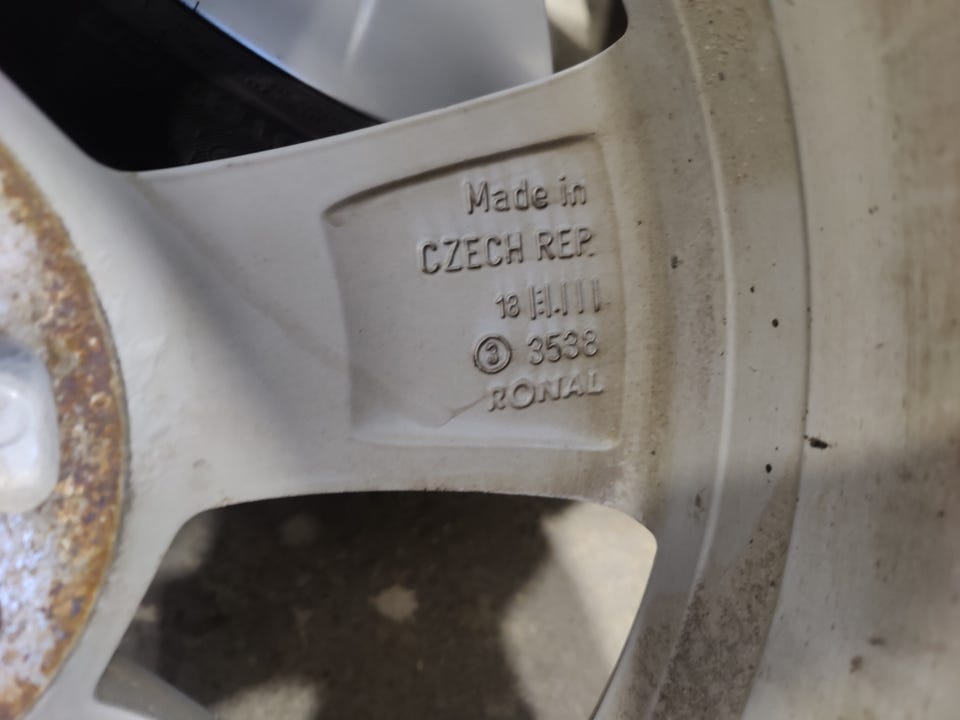 Made in
CZECH REP.
18
3 3538
RONAL